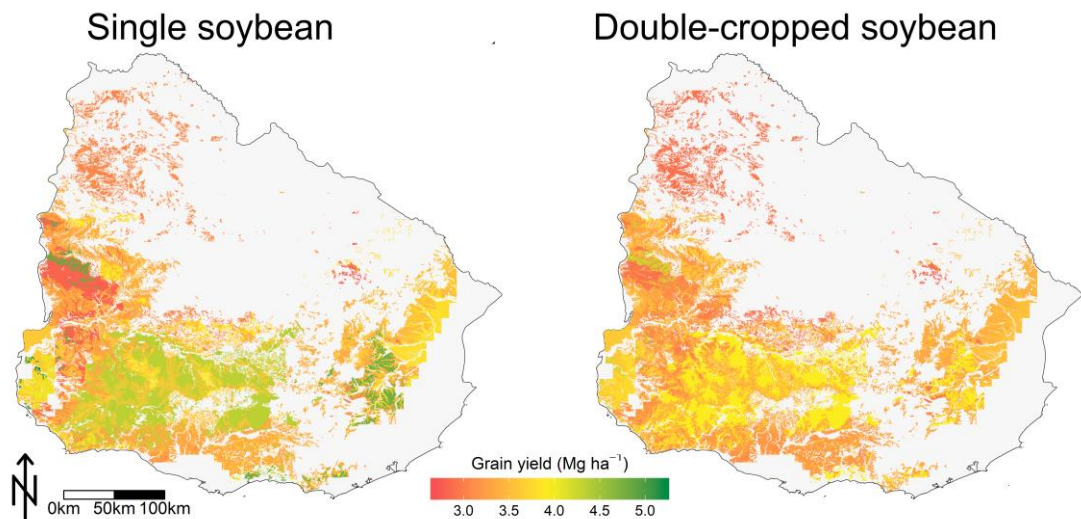 Single soybean
Double-cropped soybean
Grain yield (Mg ha⁻¹)
3.0 3.5 4.0 4.5 5.0
N
0km 50km 100km